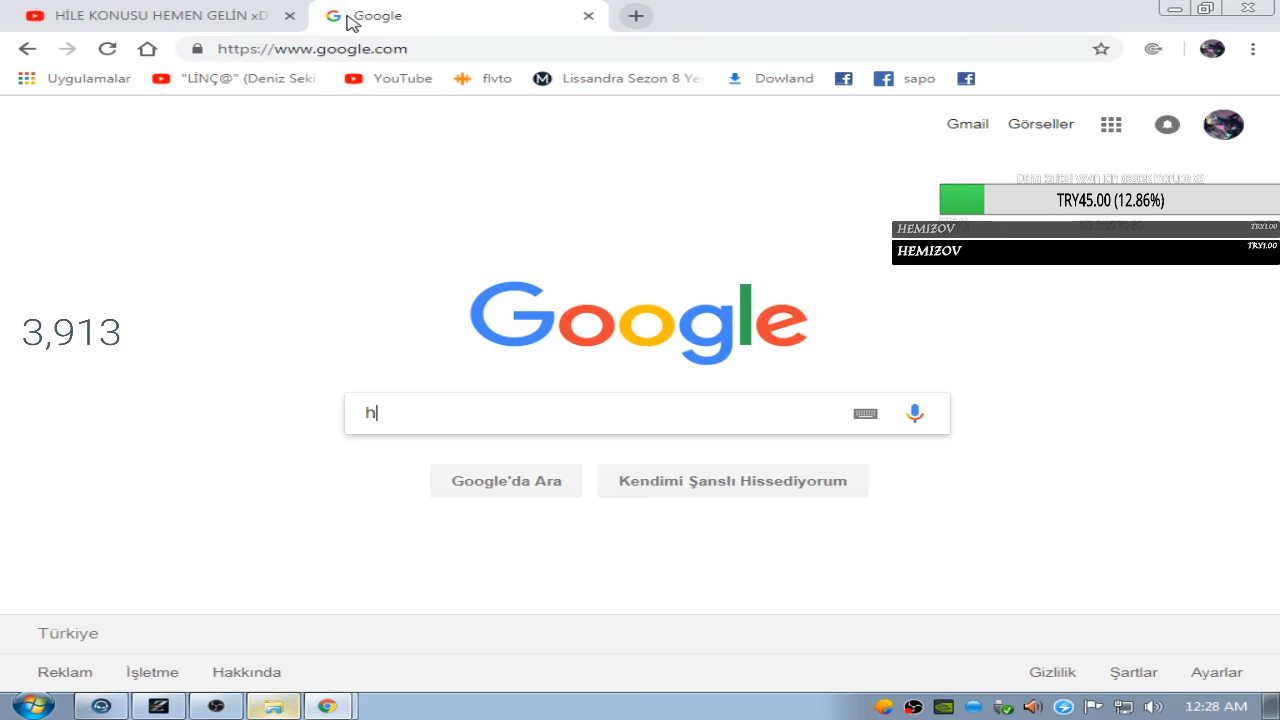 HİLE KONUSU HEMEN GELİN xD
Google
https://www.google.com
Uygulamalar
"LİNÇ@" (Deniz Seki
YouTube
flvto
Lissandra Sezon 8 Ye
Dowland
sapo
Gmail
Görseller
TRY45.00 (12.86%)
HEMIZOV TRY1.00
HEMIZOV TRY1.00
3,913
Google
h
Google'da Ara
Kendimi Şanslı Hissediyorum
Türkiye
Reklam
İşletme
Hakkında
Gizlilik
Şartlar
Ayarlar
12:28 AM